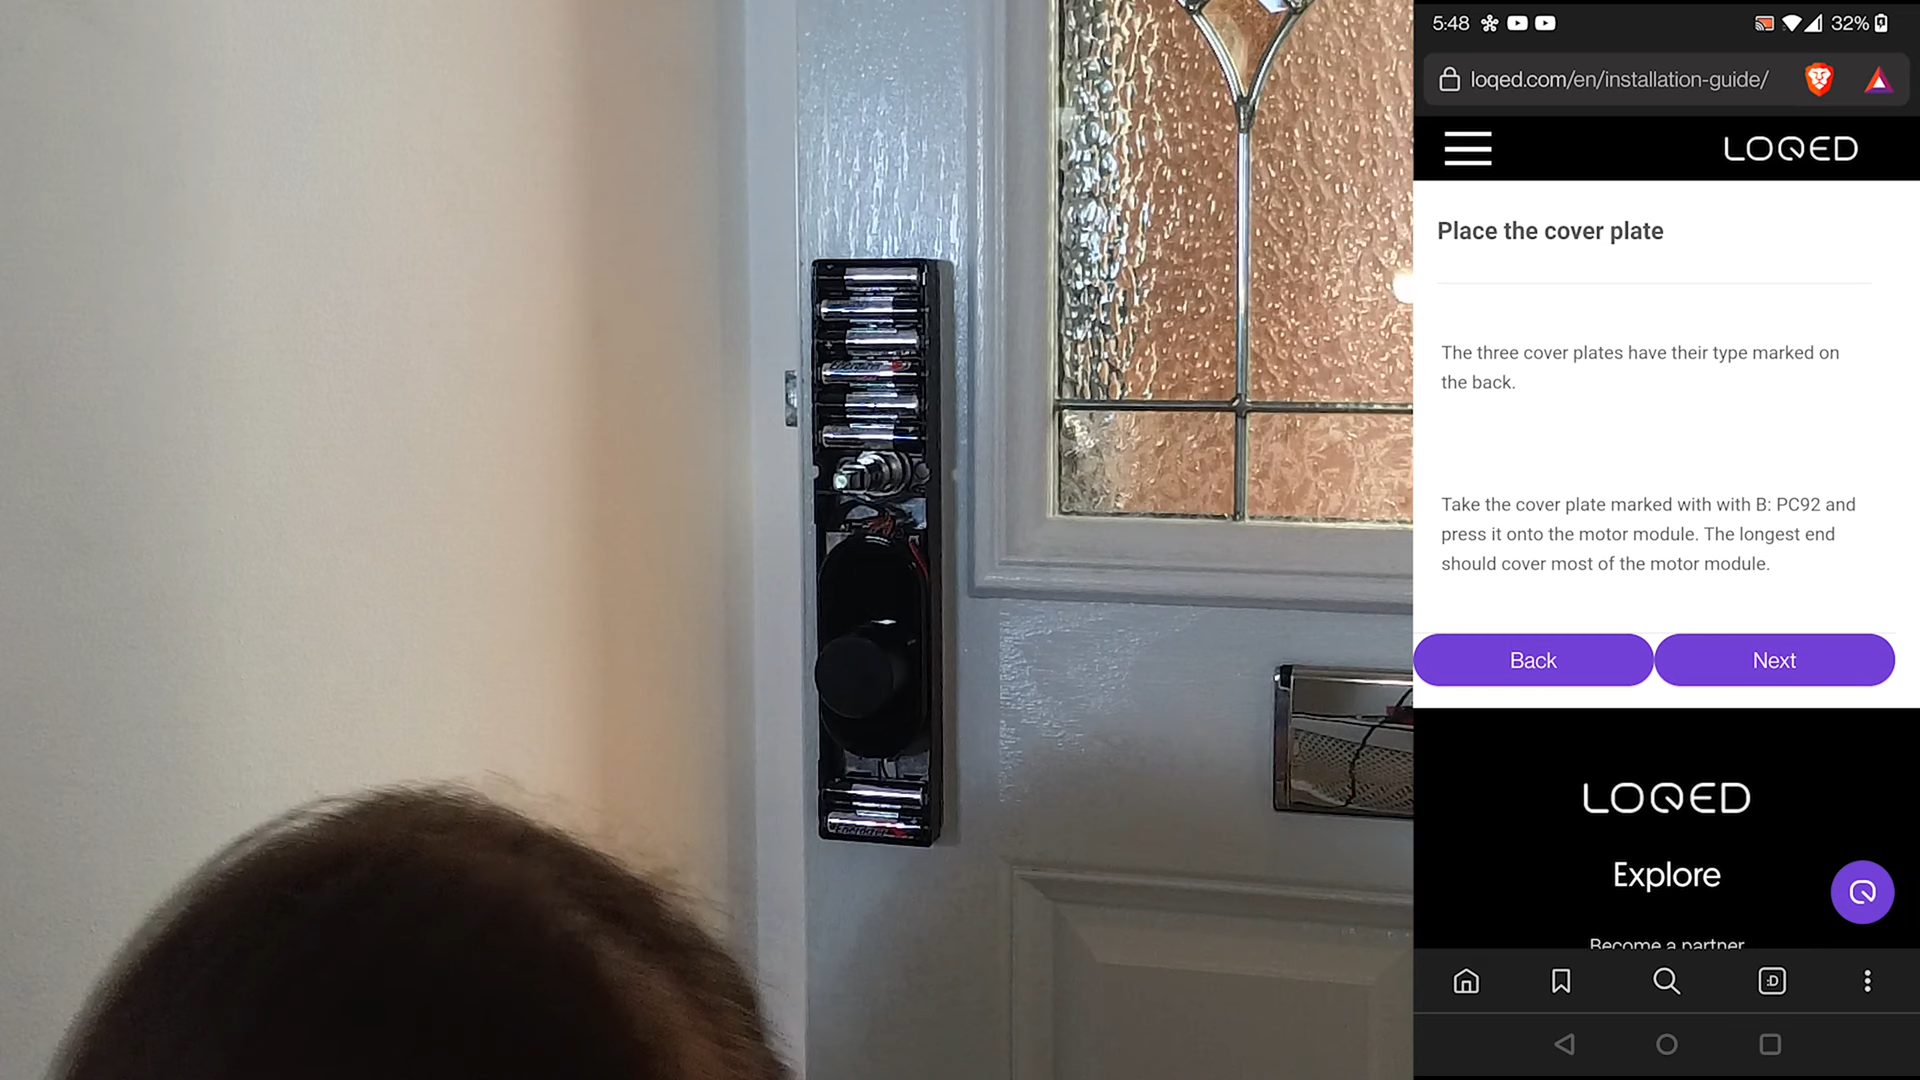 5:48
32%
loqed.com/en/installation-guide/
LOQED
Place the cover plate
The three cover plates have their type marked on
the back.
Take the cover plate marked with with B: PC92 and
press it onto the motor module. The longest end
should cover most of the motor module.
Back
Next
LOQED
Explore
Become a partner
:D
Energizer